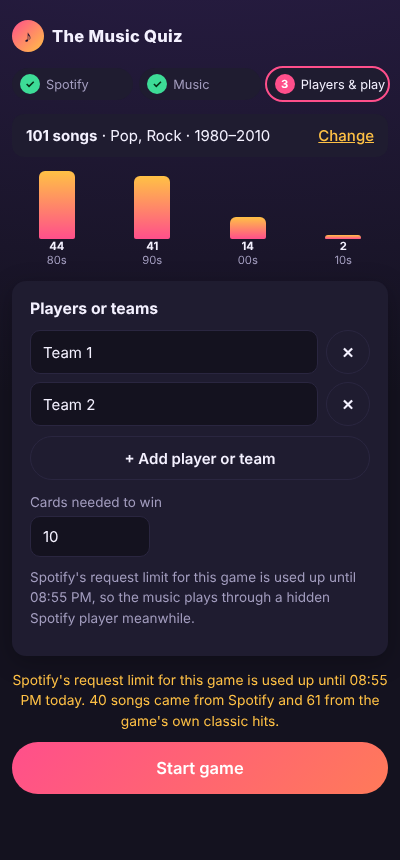 The Music Quiz
Spotify
Music
3 Players & play
101 songs · Pop, Rock · 1980–2010 Change
44 41 14 2
80s 90s 00s 10s
Players or teams
Team 1 ×
Team 2 ×
+ Add player or team
Cards needed to win
10
Spotify's request limit for this game is used up until
08:55 PM, so the music plays through a hidden
Spotify player meanwhile.
Spotify's request limit for this game is used up until 08:55
PM today. 40 songs came from Spotify and 61 from the
game's own classic hits.
Start game